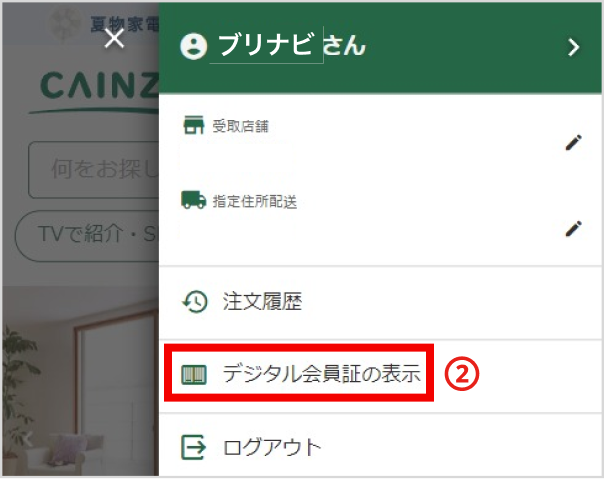 夏物家電
ブリナビさん
CAINZ
受取店舗
何をお探し
指定住所配送
TVで紹介・S
注文履歴
デジタル会員証の表示 ②
ログアウト